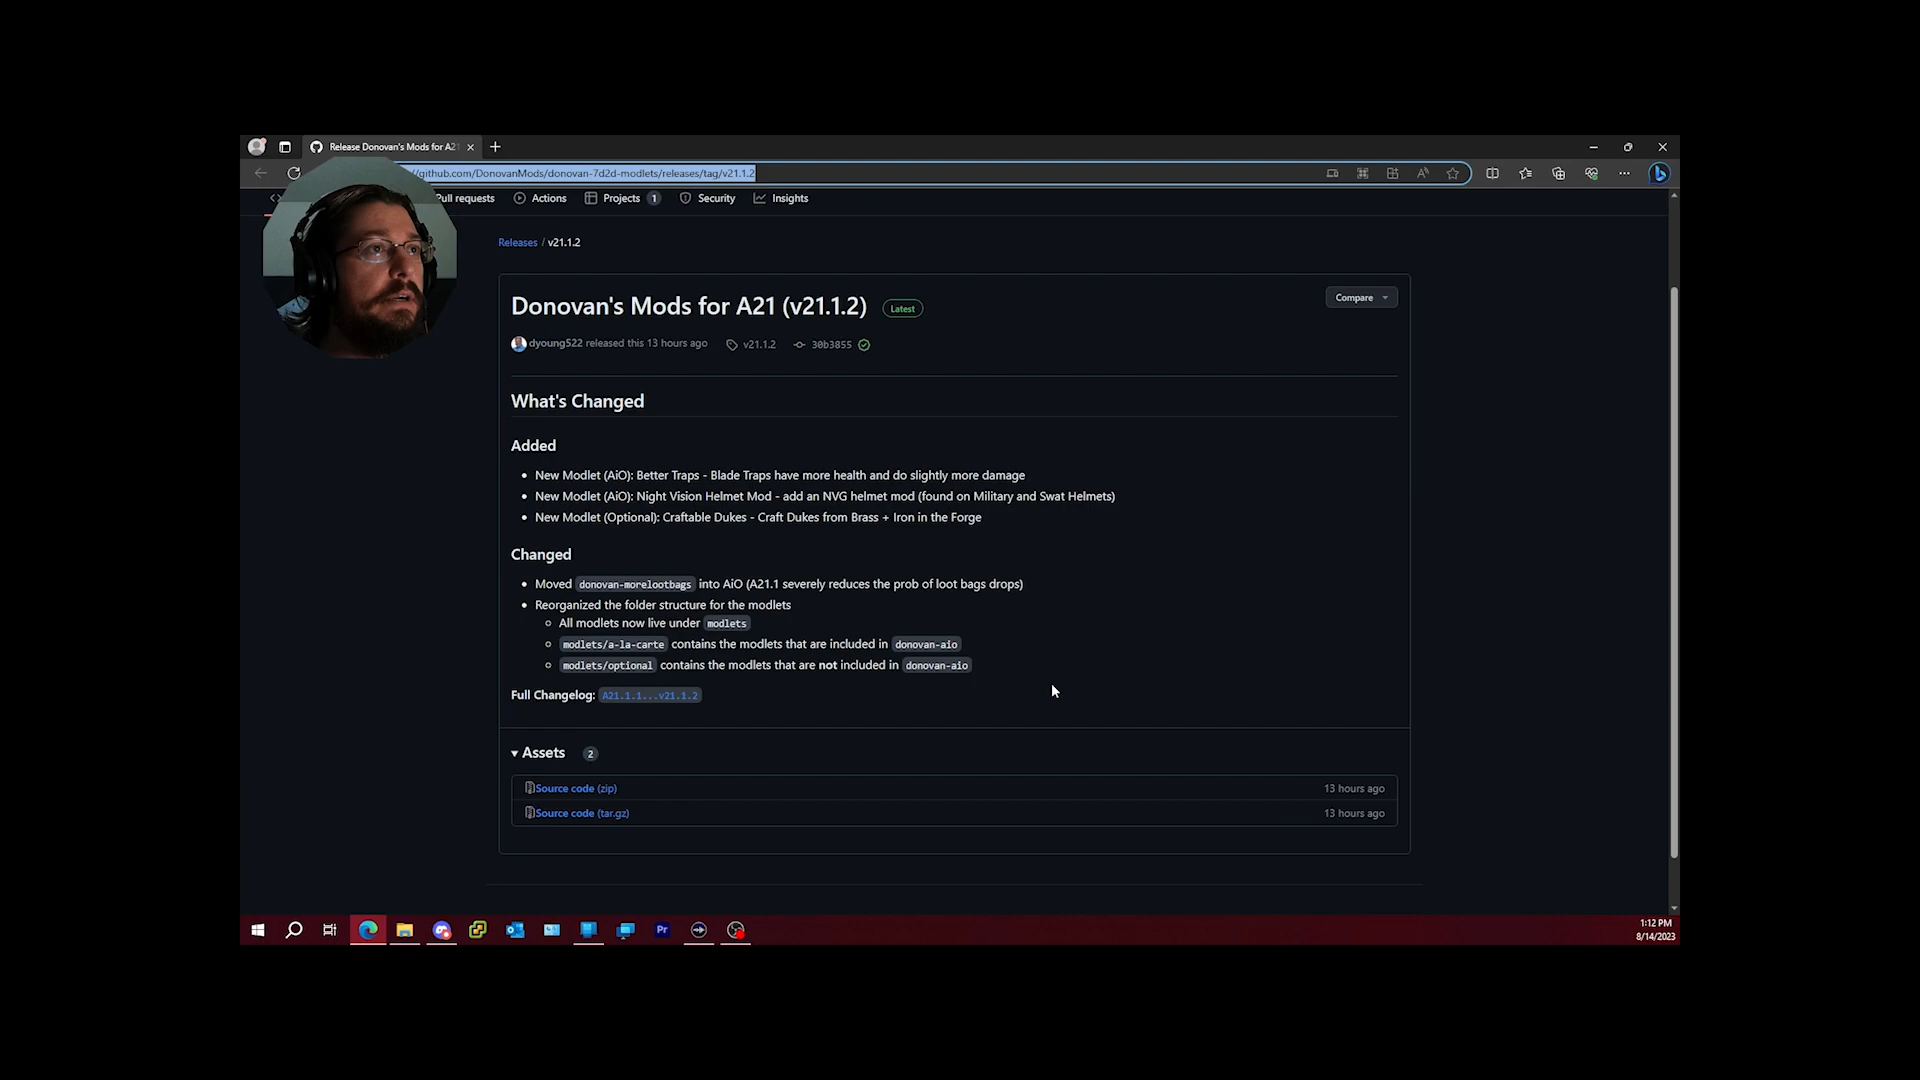 Release Donovan's Mods for A21
//github.com/DonovanMods/donovan-7d2d-modlets/releases/tag/v21.1.2
Pull requests Actions Projects 1 Security Insights
Releases / v21.1.2
Donovan's Mods for A21 (v21.1.2) Latest
Compare
dyoung522 released this 13 hours ago v21.1.2 30b3855
What's Changed
Added
New Modlet (AiO): Better Traps - Blade Traps have more health and do slightly more damage
New Modlet (AiO): Night Vision Helmet Mod - add an NVG helmet mod (found on Military and Swat Helmets)
New Modlet (Optional): Craftable Dukes - Craft Dukes from Brass + Iron in the Forge
Changed
Moved donovan-morelootbags into AiO (A21.1 severely reduces the prob of loot bags drops)
Reorganized the folder structure for the modlets
All modlets now live under modlets
modlets/a-la-carte contains the modlets that are included in donovan-aio
modlets/optional contains the modlets that are not included in donovan-aio
Full Changelog: A21.1.1...v21.1.2
Assets 2
Source code (zip) 13 hours ago
Source code (tar.gz) 13 hours ago
Pr
1:12 PM
8/14/2023